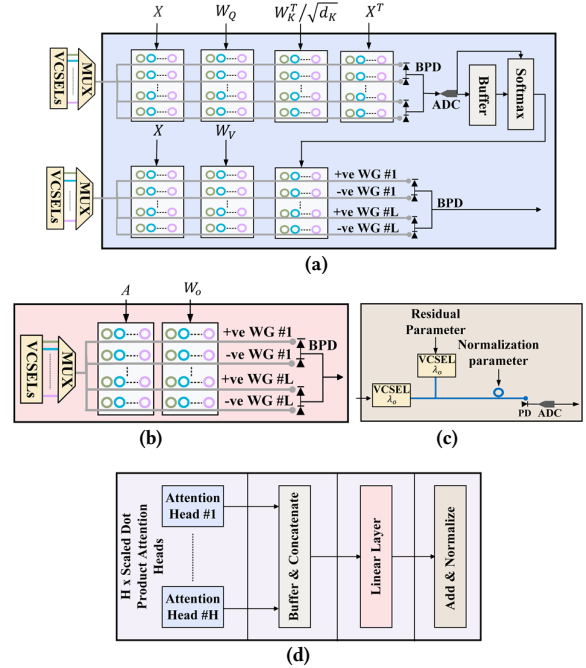 X W_Q W_K^T/√d_K X^T
VCSELs
MUX
BPD
ADC
Buffer
Softmax
X W_V
VCSELs
MUX
+ve WG #1
-ve WG #1
+ve WG #L
-ve WG #L
BPD
(a)
A W_o
VCSELs
MUX
+ve WG #1
-ve WG #1
+ve WG #L
-ve WG #L
BPD
(b)
Residual
Parameter
Normalization
parameter
VCSEL
λ_o
VCSEL
λ_o
PD
ADC
(c)
H x Scaled Dot
Product Attention
Heads
Attention
Head #1
Attention
Head #H
Buffer & Concatenate
Linear Layer
Add & Normalize
(d)